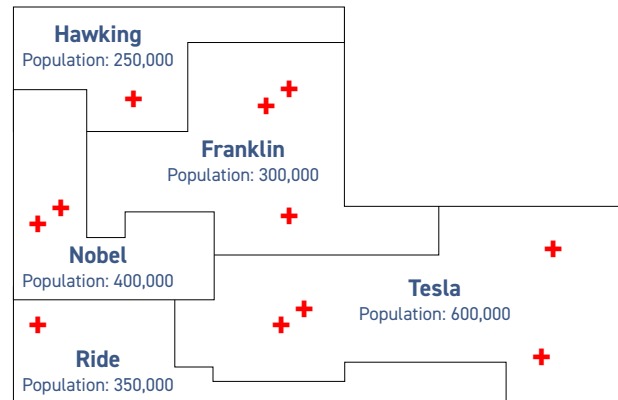 Hawking
Population: 250,000
Franklin
Population: 300,000
Nobel
Population: 400,000
Tesla
Population: 600,000
Ride
Population: 350,000